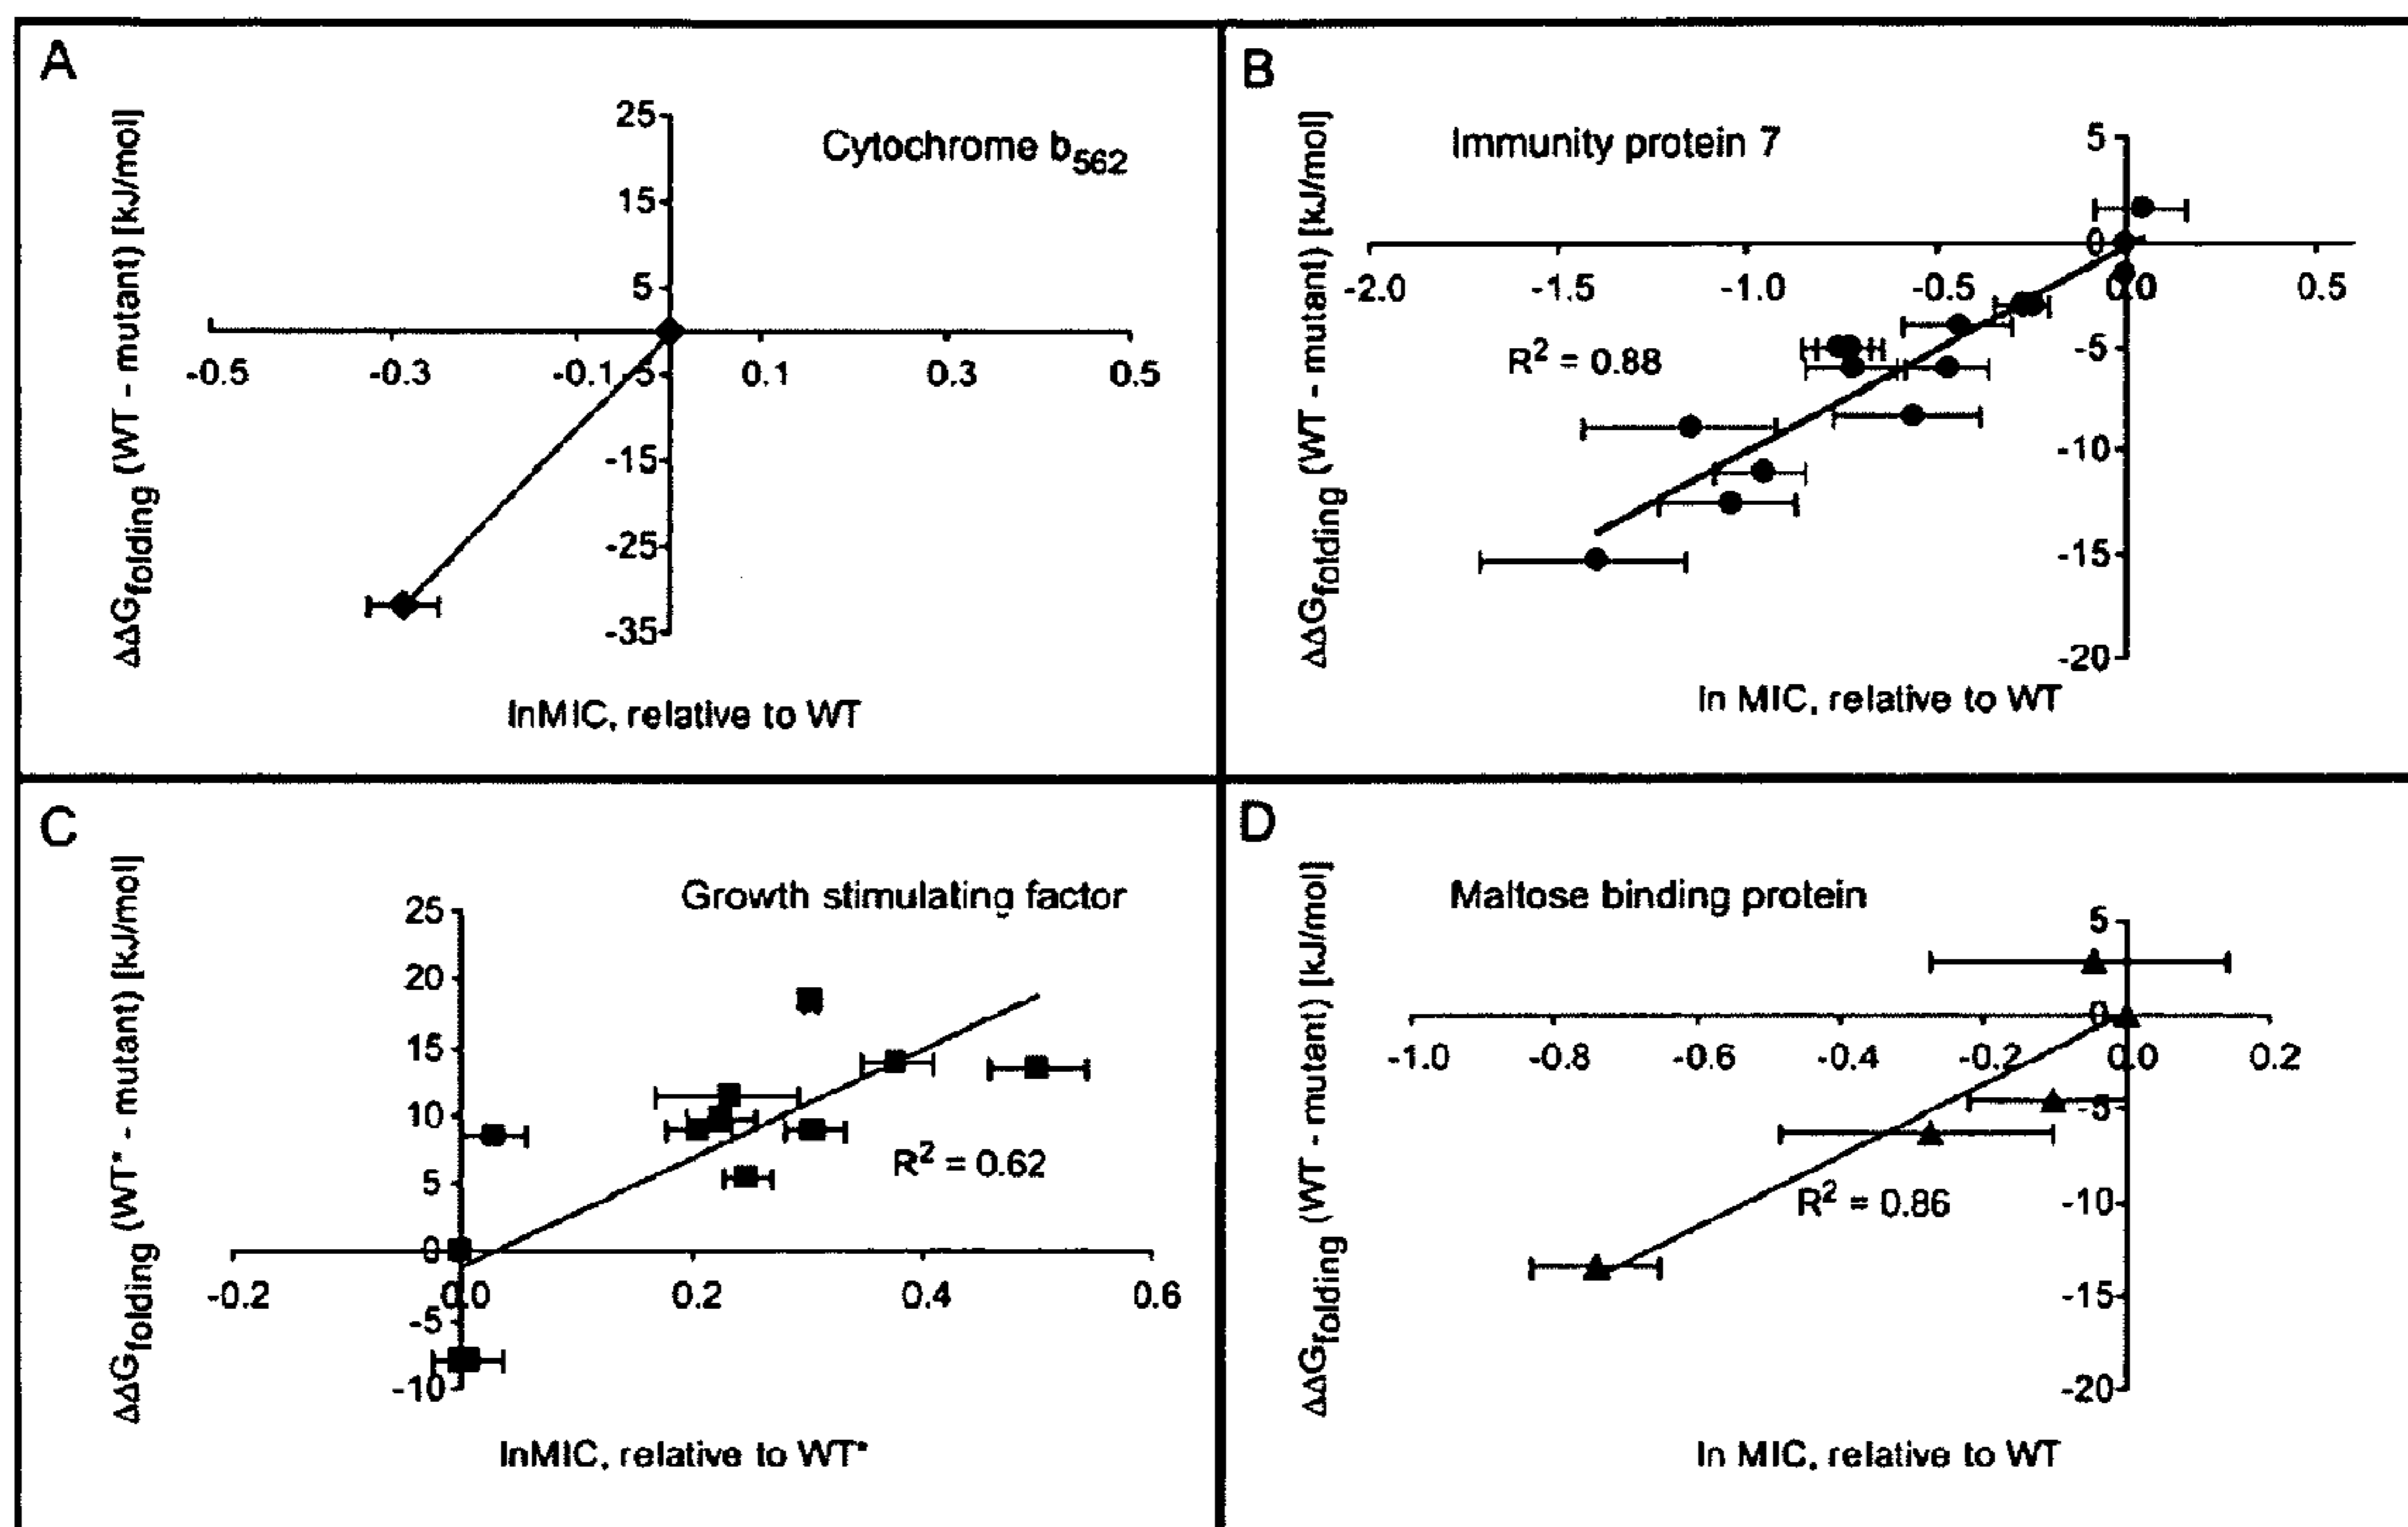 A
ΔΔGfolding (WT - mutant) [kJ/mol]
Cytochrome b562
25
15
5
-5
-15
-25
-35
-0.5
-0.3
-0.1
0.1
0.3
0.5
lnMIC, relative to WT
B
ΔΔGfolding (WT - mutant) [kJ/mol]
Immunity protein 7
R2 = 0.88
5
0
-5
-10
-15
-20
-2.0
-1.5
-1.0
-0.5
0.0
0.5
ln MIC, relative to WT
C
ΔΔGfolding (WT* - mutant) [kJ/mol]
Growth stimulating factor
R2 = 0.62
25
20
15
10
5
0
-5
-10
-0.2
0.0
0.2
0.4
0.6
lnMIC, relative to WT*
D
ΔΔGfolding (WT - mutant) [kJ/mol]
Maltose binding protein
R2 = 0.86
5
0
-5
-10
-15
-20
-1.0
-0.8
-0.6
-0.4
-0.2
0.0
0.2
ln MIC, relative to WT